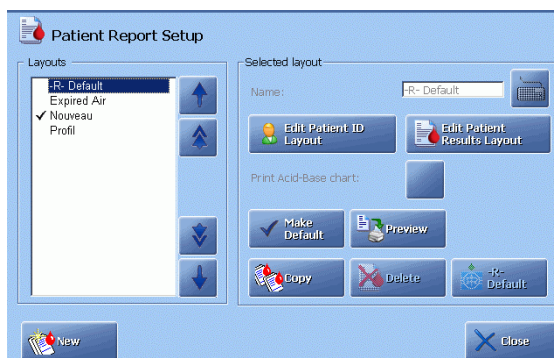 Patient Report Setup
Layouts
-R- Default
Expired Air
Nouveau
Profil
Selected layout
Name:
-R- Default
Edit Patient ID
Layout
Edit Patient
Results Layout
Print Acid-Base chart:
Make
Default
Preview
Copy
Delete
-R-
Default
New
Close